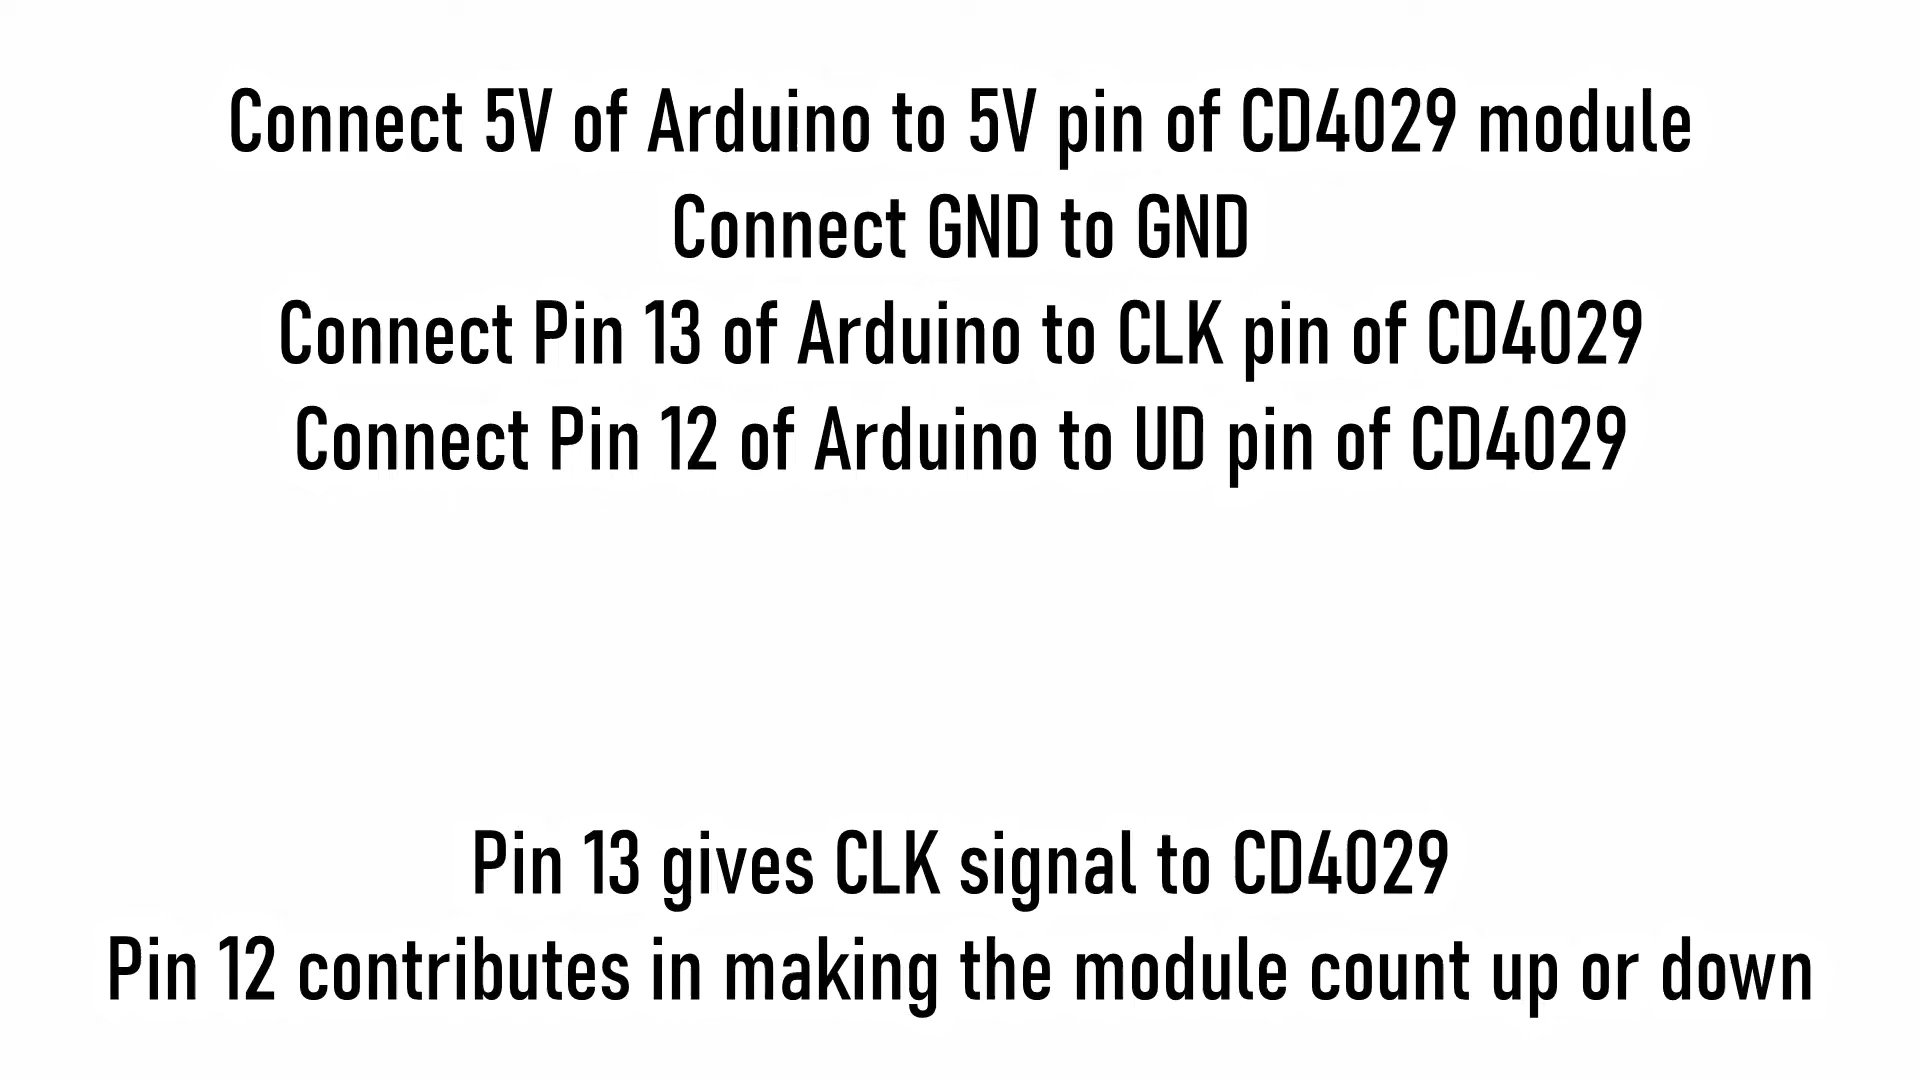 Connect 5V of Arduino to 5V pin of CD4029 module
Connect GND to GND
Connect Pin 13 of Arduino to CLK pin of CD4029
Connect Pin 12 of Arduino to UD pin of CD4029
Pin 13 gives CLK signal to CD4029
Pin 12 contributes in making the module count up or down